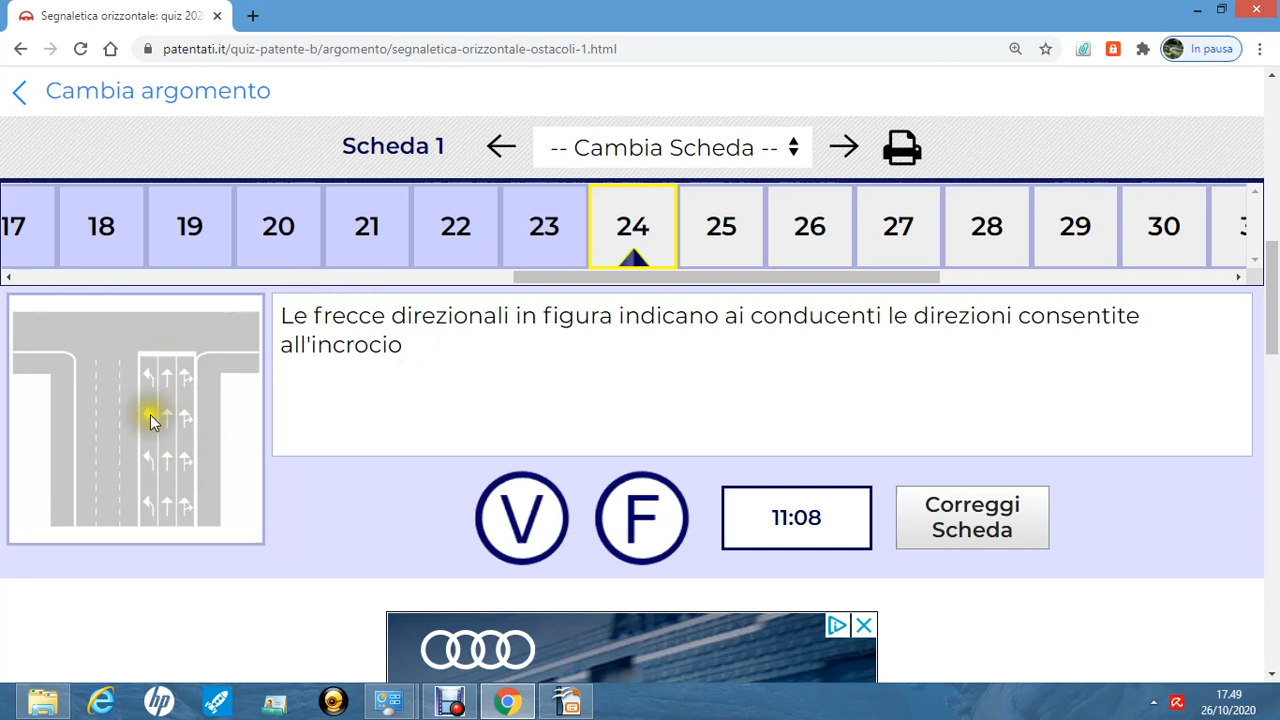 Segnaletica orizzontale: quiz 202
patentati.it/quiz-patente-b/argomento/segnaletica-orizzontale-ostacoli-1.html
In pausa
Cambia argomento
Scheda 1
-- Cambia Scheda --
17 18 19 20 21 22 23 24 25 26 27 28 29 30
Le frecce direzionali in figura indicano ai conducenti le direzioni consentite
all'incrocio
V F 11:08 Correggi
Scheda
17.49
26/10/2020